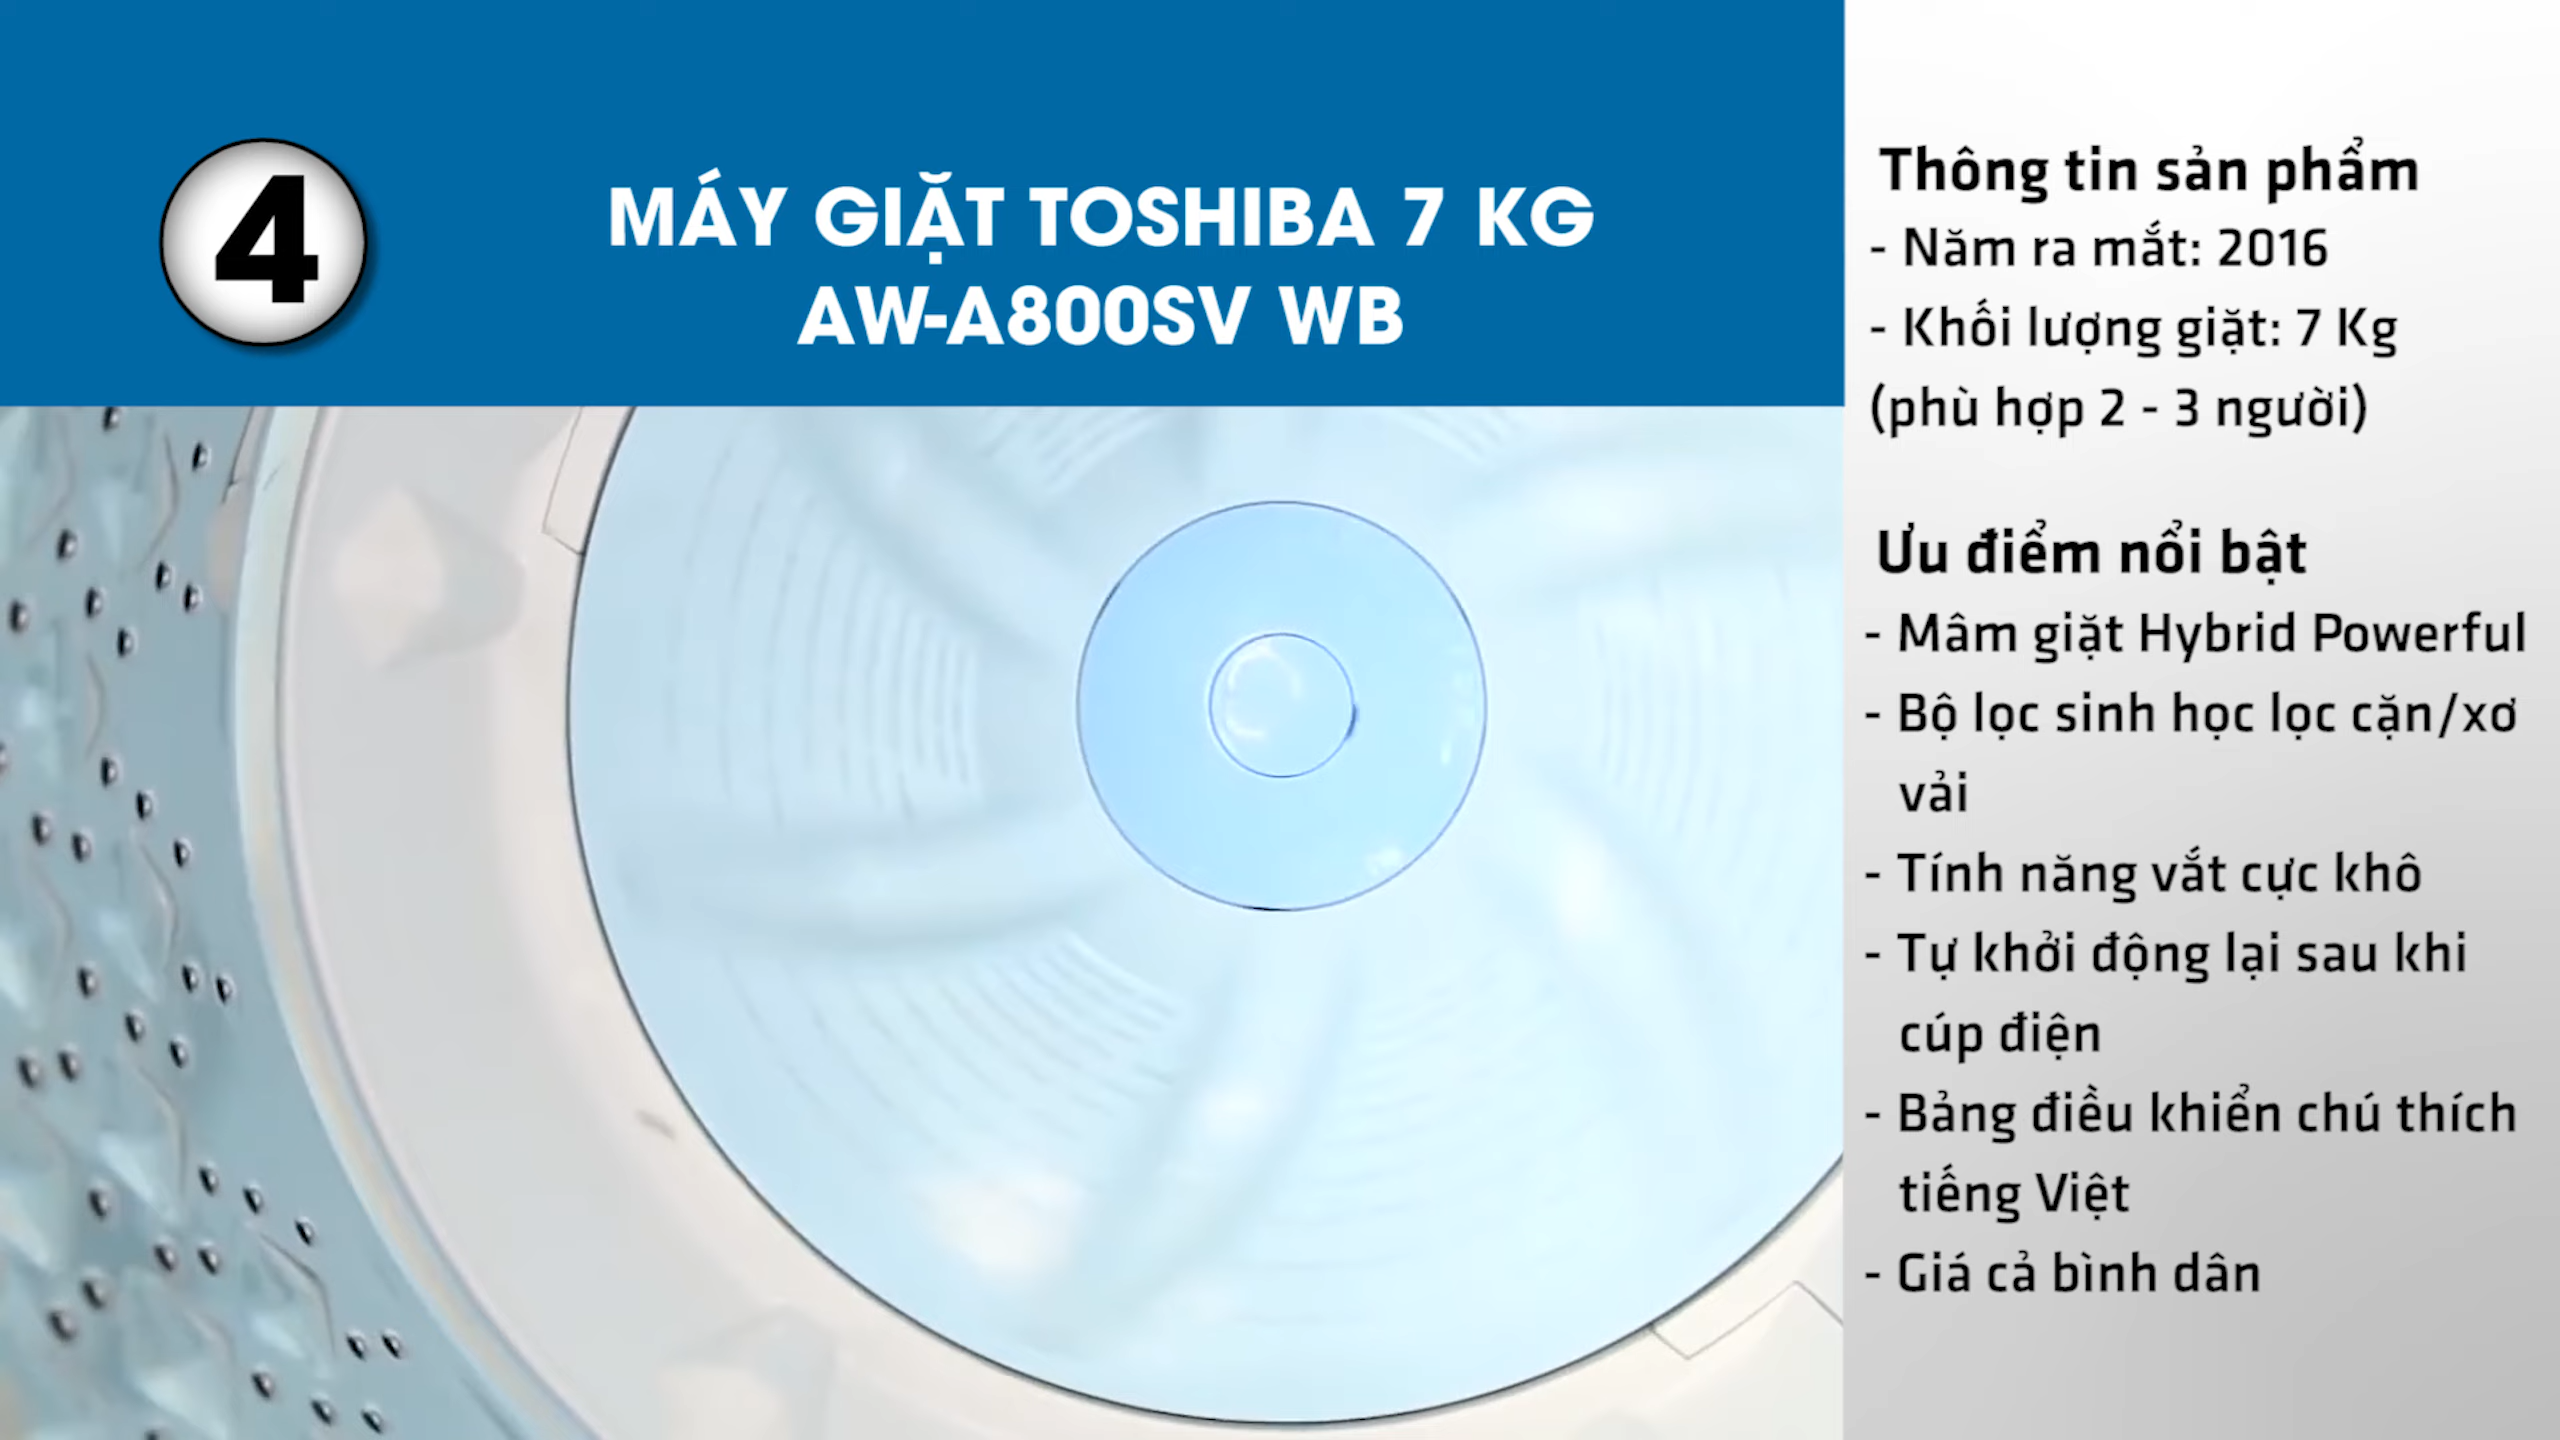 4
MÁY GIẶT TOSHIBA 7 KG
AW-A800SV WB
Thông tin sản phẩm
- Năm ra mắt: 2016
- Khối lượng giặt: 7 Kg
(phù hợp 2 - 3 người)
Ưu điểm nổi bật
- Mâm giặt Hybrid Powerful
- Bộ lọc sinh học lọc cặn/xơ
vải
- Tính năng vắt cực khô
- Tự khởi động lại sau khi
cúp điện
- Bảng điều khiển chú thích
tiếng Việt
- Giá cả bình dân